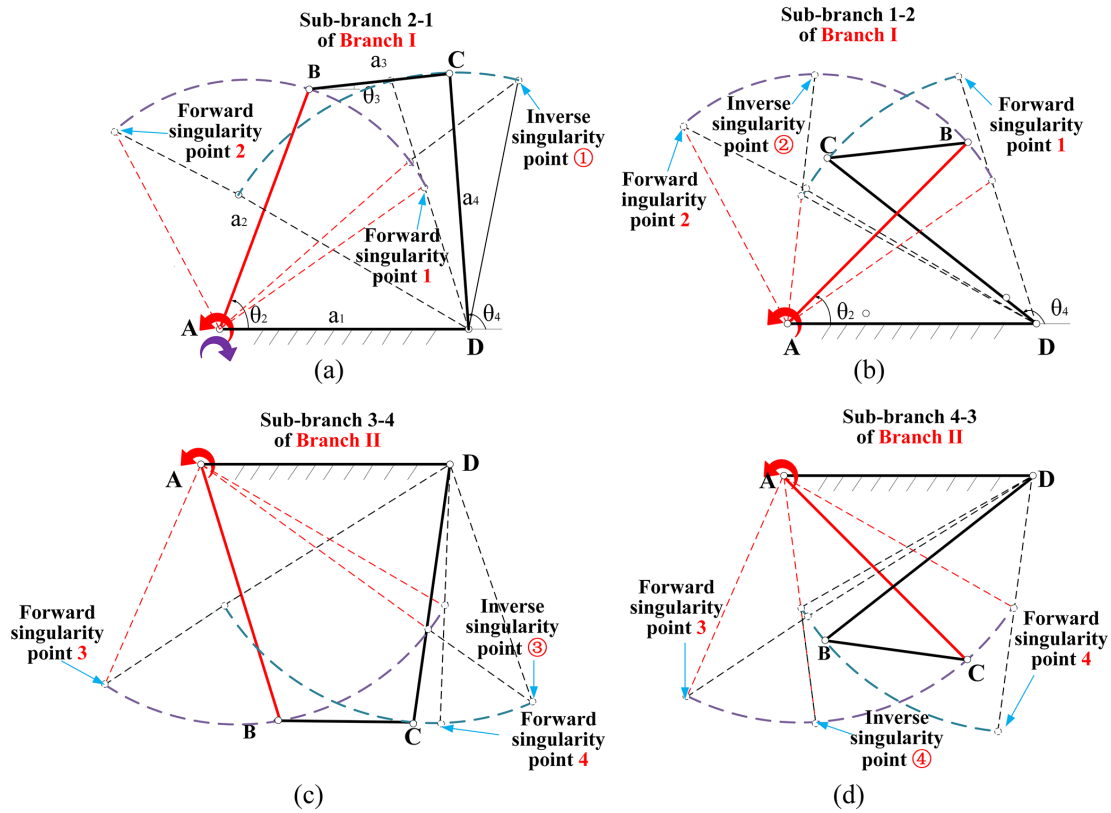 Sub-branch 2-1
of Branch I
B
a₃
C
θ₃
Forward
singularity
point 2
Inverse
singularity
point ①
a₂
a₄
Forward
singularity
point 1
A
θ₂
a₁
θ₄
D
(a)
Sub-branch 1-2
of Branch I
Inverse
singularity
point ②
Forward
singularity
point 1
B
C
Forward
ingularity
point 2
θ₂
θ₄
A
D
(b)
Sub-branch 3-4
of Branch II
A
D
Forward
singularity
point 3
Inverse
singularity
point ③
B
C
Forward
singularity
point 4
(c)
Sub-branch 4-3
of Branch II
A
D
Forward
singularity
point 3
Forward
singularity
point 4
B
C
Inverse
singularity
point ④
(d)